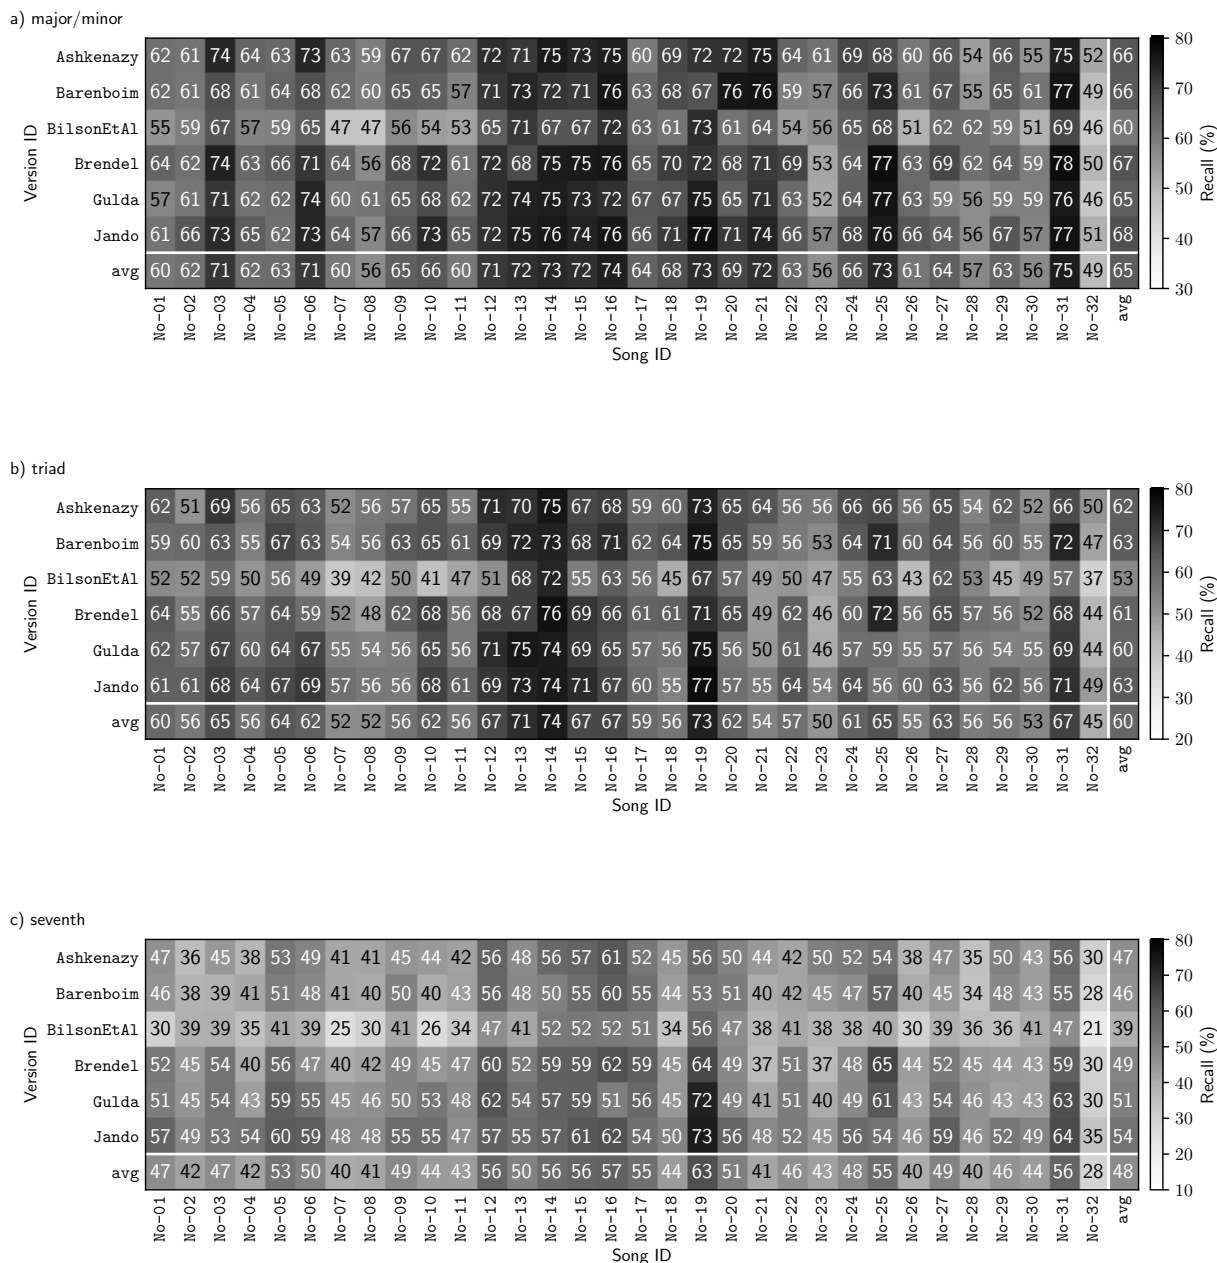 a) major/minor
Ashkenazy 62 61 74 64 63 73 63 59 67 67 62 72 71 75 73 75 60 69 72 72 75 64 61 69 68 60 66 54 66 55 75 52 66
Barenboim 62 61 68 61 64 68 62 60 65 65 57 71 73 72 71 76 63 68 67 76 76 59 57 66 73 61 67 55 65 61 77 49 66
BilsonEtAl 55 59 67 57 59 65 47 47 56 54 53 65 71 67 67 72 63 61 73 61 64 54 56 65 68 51 62 62 59 51 69 46 60
Brendel 64 62 74 63 66 71 64 56 68 72 61 72 68 75 75 76 65 70 72 68 71 69 53 64 77 63 69 62 64 59 78 50 67
Gulda 57 61 71 62 62 74 60 61 65 68 62 72 74 75 73 72 67 67 75 65 71 63 52 64 77 63 59 56 59 59 76 46 65
Jando 61 66 73 65 62 73 64 57 66 73 65 72 75 76 74 76 66 71 77 71 74 66 57 68 76 66 64 56 67 57 77 51 68
avg 60 62 71 62 63 71 60 56 65 66 60 71 72 73 72 74 64 68 73 69 72 63 56 66 73 61 64 57 63 56 75 49 65
No-01 No-02 No-03 No-04 No-05 No-06 No-07 No-08 No-09 No-10 No-11 No-12 No-13 No-14 No-15 No-16 No-17 No-18 No-19 No-20 No-21 No-22 No-23 No-24 No-25 No-26 No-27 No-28 No-29 No-30 No-31 No-32 avg
Song ID
Version ID
80
70
60
50
40
30
Recall (%)
b) triad
Ashkenazy 62 51 69 56 65 63 52 56 57 65 55 71 70 75 67 68 59 60 73 65 64 56 56 66 66 56 65 54 62 52 66 50 62
Barenboim 59 60 63 55 67 63 54 56 63 65 61 69 72 73 68 71 62 64 75 65 59 56 53 64 71 60 64 56 60 55 72 47 63
BilsonEtAl 52 52 59 50 56 49 39 42 50 41 47 51 68 72 55 63 56 45 67 57 49 50 47 55 63 43 62 53 45 49 57 37 53
Brendel 64 55 66 57 64 59 52 48 62 68 56 68 67 76 69 66 61 61 71 65 49 62 46 60 72 56 65 57 56 52 68 44 61
Gulda 62 57 67 60 64 67 55 54 56 65 56 71 75 74 69 65 57 56 75 56 50 61 46 57 59 55 57 56 54 55 69 44 60
Jando 61 61 68 64 67 69 57 56 56 68 61 69 73 74 71 67 60 55 77 57 55 64 54 64 56 60 63 56 62 56 71 49 63
avg 60 56 65 56 64 62 52 52 56 62 56 67 71 74 67 67 59 56 73 62 54 57 50 61 65 55 63 56 56 53 67 45 60
No-01 No-02 No-03 No-04 No-05 No-06 No-07 No-08 No-09 No-10 No-11 No-12 No-13 No-14 No-15 No-16 No-17 No-18 No-19 No-20 No-21 No-22 No-23 No-24 No-25 No-26 No-27 No-28 No-29 No-30 No-31 No-32 avg
Song ID
Version ID
80
70
60
50
40
30
20
Recall (%)
c) seventh
Ashkenazy 47 36 45 38 53 49 41 41 45 44 42 56 48 56 57 61 52 45 56 50 44 42 50 52 54 38 47 35 50 43 56 30 47
Barenboim 46 38 39 41 51 48 41 40 50 40 43 56 48 50 55 60 55 44 53 51 40 42 45 47 57 40 45 34 48 43 55 28 46
BilsonEtAl 30 39 39 35 41 39 25 30 41 26 34 47 41 52 52 52 51 34 56 47 38 41 38 38 40 30 39 36 36 41 47 21 39
Brendel 52 45 54 40 56 47 40 42 49 45 47 60 52 59 59 62 59 45 64 49 37 51 37 48 65 44 52 45 44 43 59 30 49
Gulda 51 45 54 43 59 55 45 46 50 53 48 62 54 57 59 51 56 45 72 49 41 51 40 49 61 43 54 46 43 43 63 30 51
Jando 57 49 53 54 60 59 48 48 55 55 47 57 55 57 61 62 54 50 73 56 48 52 45 56 54 46 59 46 52 49 64 35 54
avg 47 42 47 42 53 50 40 41 49 44 43 56 50 56 56 57 55 44 63 51 41 46 43 48 55 40 49 40 46 44 56 28 48
No-01 No-02 No-03 No-04 No-05 No-06 No-07 No-08 No-09 No-10 No-11 No-12 No-13 No-14 No-15 No-16 No-17 No-18 No-19 No-20 No-21 No-22 No-23 No-24 No-25 No-26 No-27 No-28 No-29 No-30 No-31 No-32 avg
Song ID
Version ID
80
70
60
50
40
30
20
10
Recall (%)